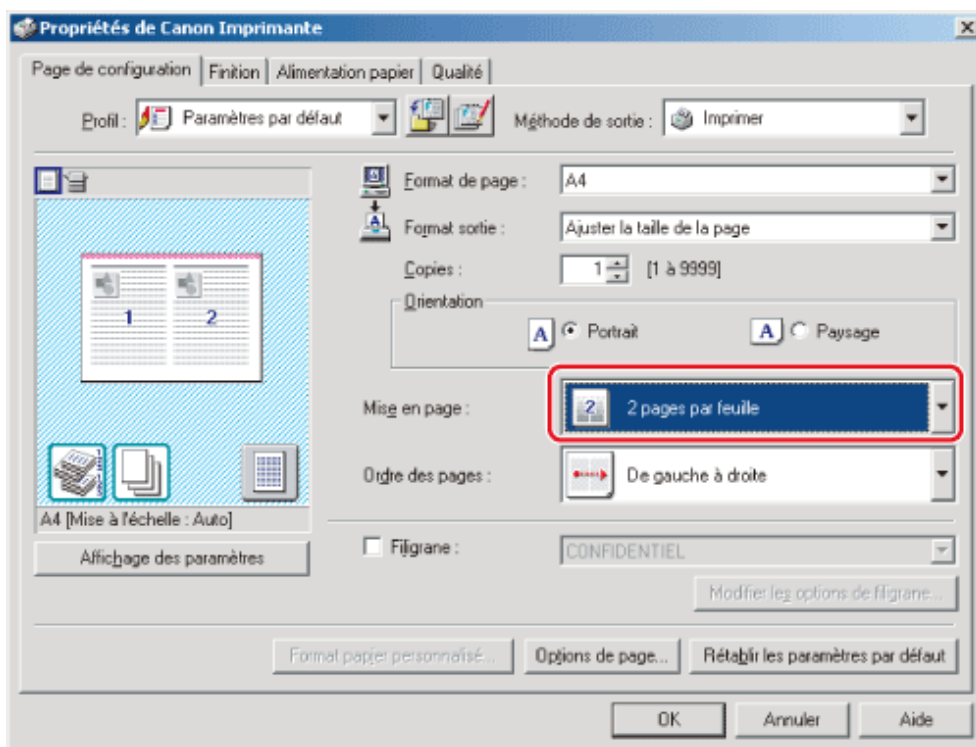 Propriétés de Canon Imprimante
Page de configuration Finition Alimentation papier Qualité
Profil : Paramètres par défaut Méthode de sortie : Imprimer
Format de page : A4
Format sortie : Ajuster la taille de la page
Copies : 1 [1 à 9999]
Orientation
A Portrait A Paysage
1 2
Mise en page : 2 2 pages par feuille
Ordre des pages : De gauche à droite
A4 [Mise à l'échelle : Auto]
Affichage des paramètres
Filigrane : CONFIDENTIEL
Modifier les options de filigrane...
Format papier personnalisé... Options de page... Rétablir les paramètres par défaut
OK Annuler Aide